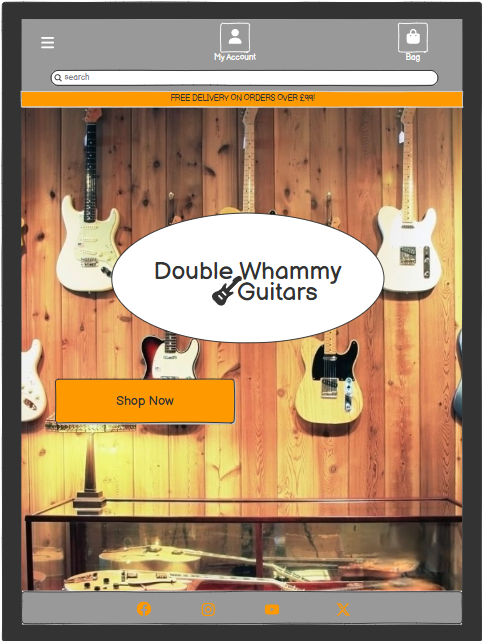 My Account
Bag
search
FREE DELIVERY ON ORDERS OVER £99!
Double Whammy
Guitars
Shop Now